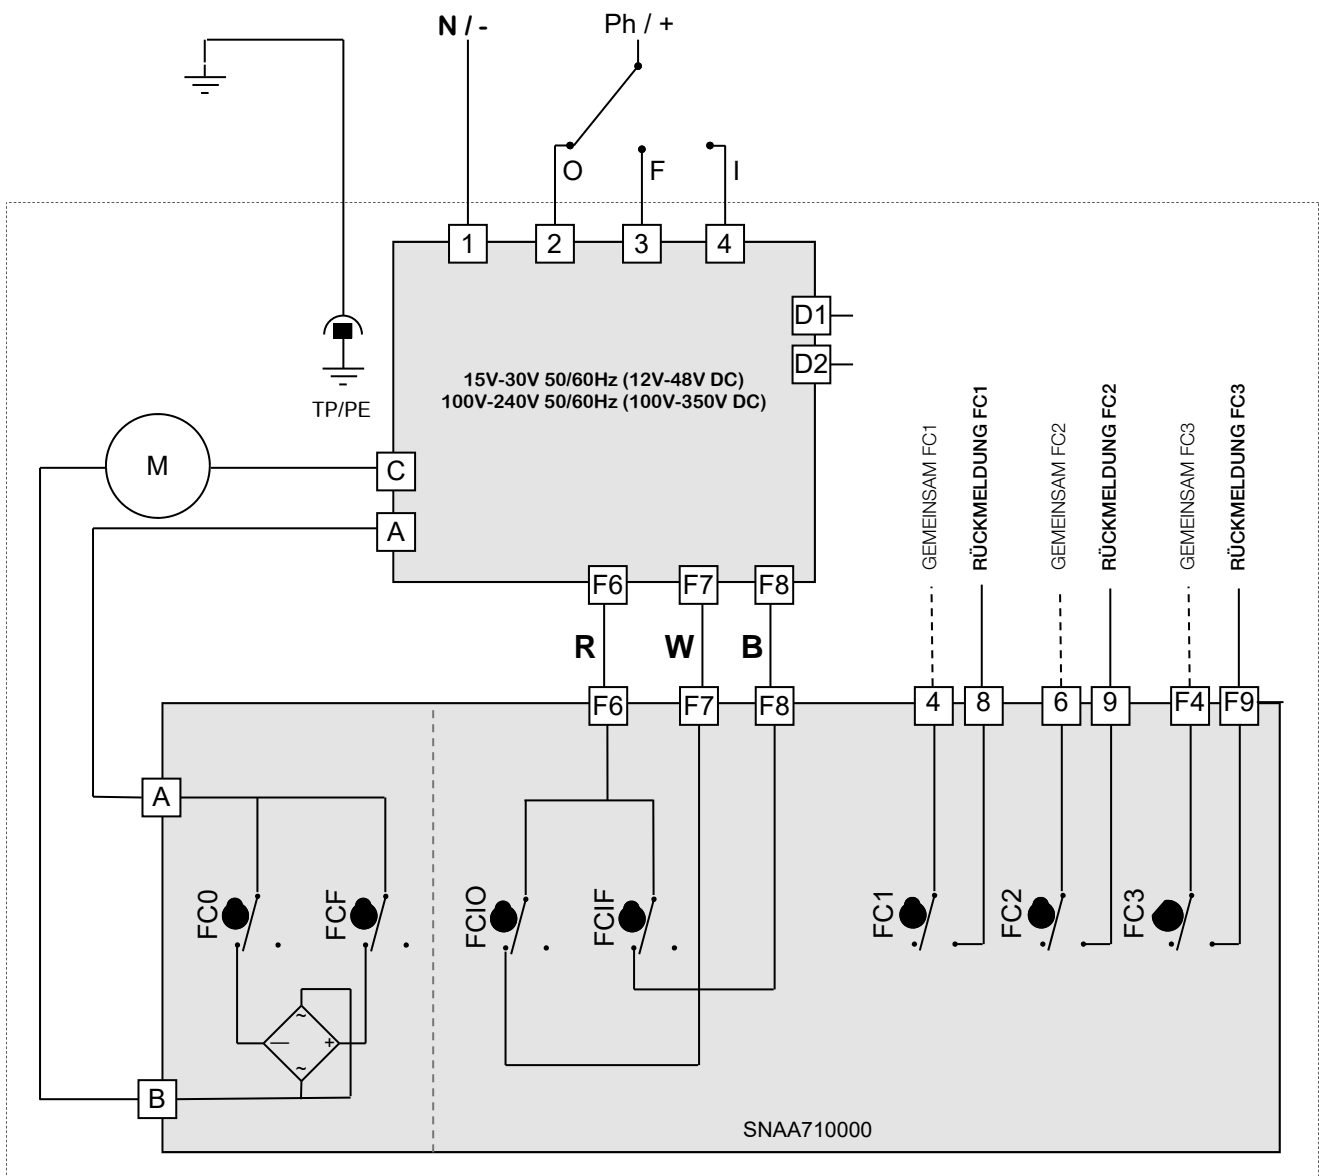 N / -
Ph / +
O
F
I
1
2
3
4
D1
D2
15V-30V 50/60Hz (12V-48V DC)
100V-240V 50/60Hz (100V-350V DC)
TP/PE
M
C
A
F6
F7
F8
R
W
B
GEMEINSAM FC1
RÜCKMELDUNG FC1
GEMEINSAM FC2
RÜCKMELDUNG FC2
GEMEINSAM FC3
RÜCKMELDUNG FC3
F6
F7
F8
4
8
6
9
F4
F9
A
FC0
FCF
FCIO
FCIF
FC1
FC2
FC3
~
—
+
~
B
SNAA710000